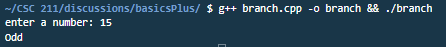 ~/CSC 211/discussions/basicsPlus/ $ g++ branch.cpp -o branch && ./branch
enter a number: 15
Odd